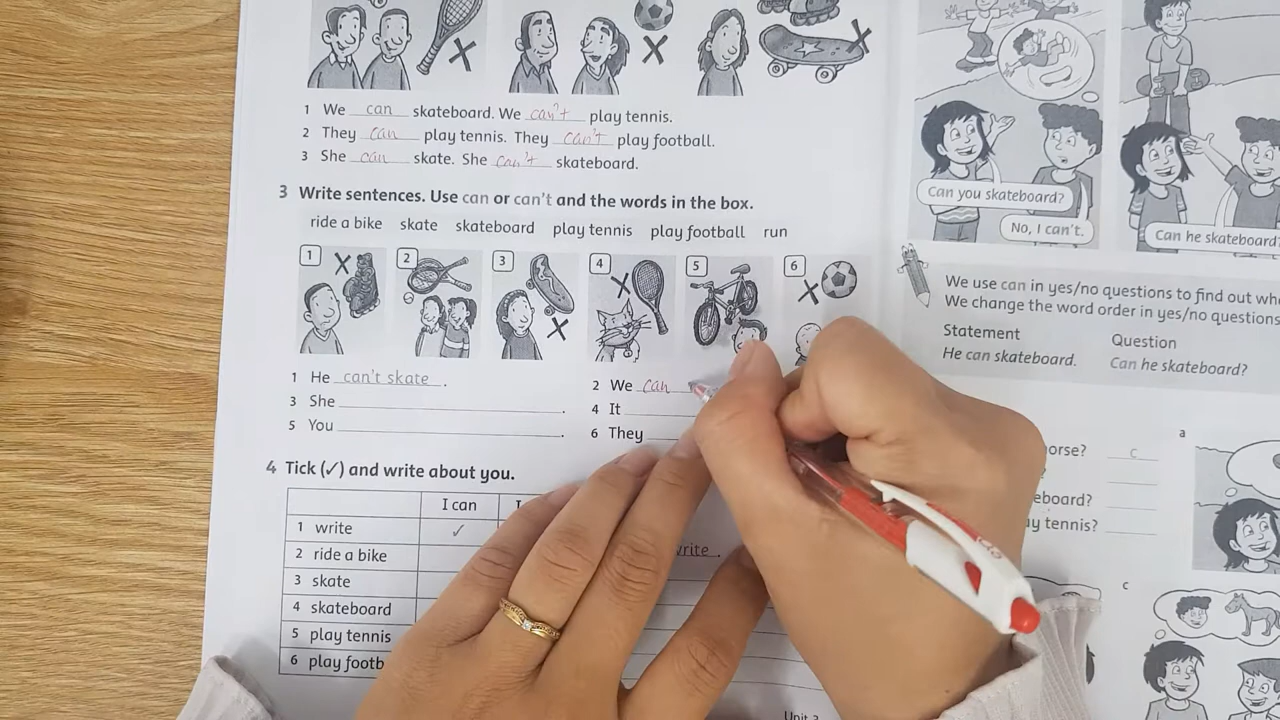 1 We can skateboard. We can't play tennis.
2 They can play tennis. They can't play football.
3 She can skate. She can't skateboard.
3 Write sentences. Use can or can't and the words in the box.
ride a bike skate skateboard play tennis play football run
1 2 3 4 5 6
1 He can't skate.
2 We can
3 She
4 It
5 You
6 They
4 Tick (✓) and write about you.
I can
1 write ✓
2 ride a bike
3 skate
4 skateboard
5 play tennis
6 play footb
write.
Unit
Can you skateboard?
No, I can't.
Can he skateboard?
We use can in yes/no questions to find out
We change the word order in yes/no questions
Statement Question
He can skateboard. Can he skateboard?
orse? c
eboard?
y tennis?
a
c